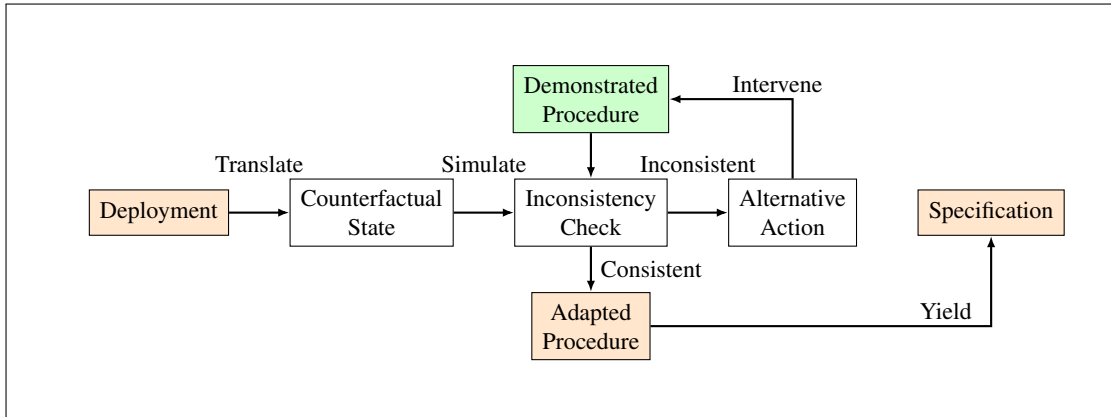 Demonstrated
Procedure
Intervene
Translate
Simulate
Inconsistent
Deployment
Counterfactual
State
Inconsistency
Check
Alternative
Action
Specification
Consistent
Adapted
Procedure
Yield